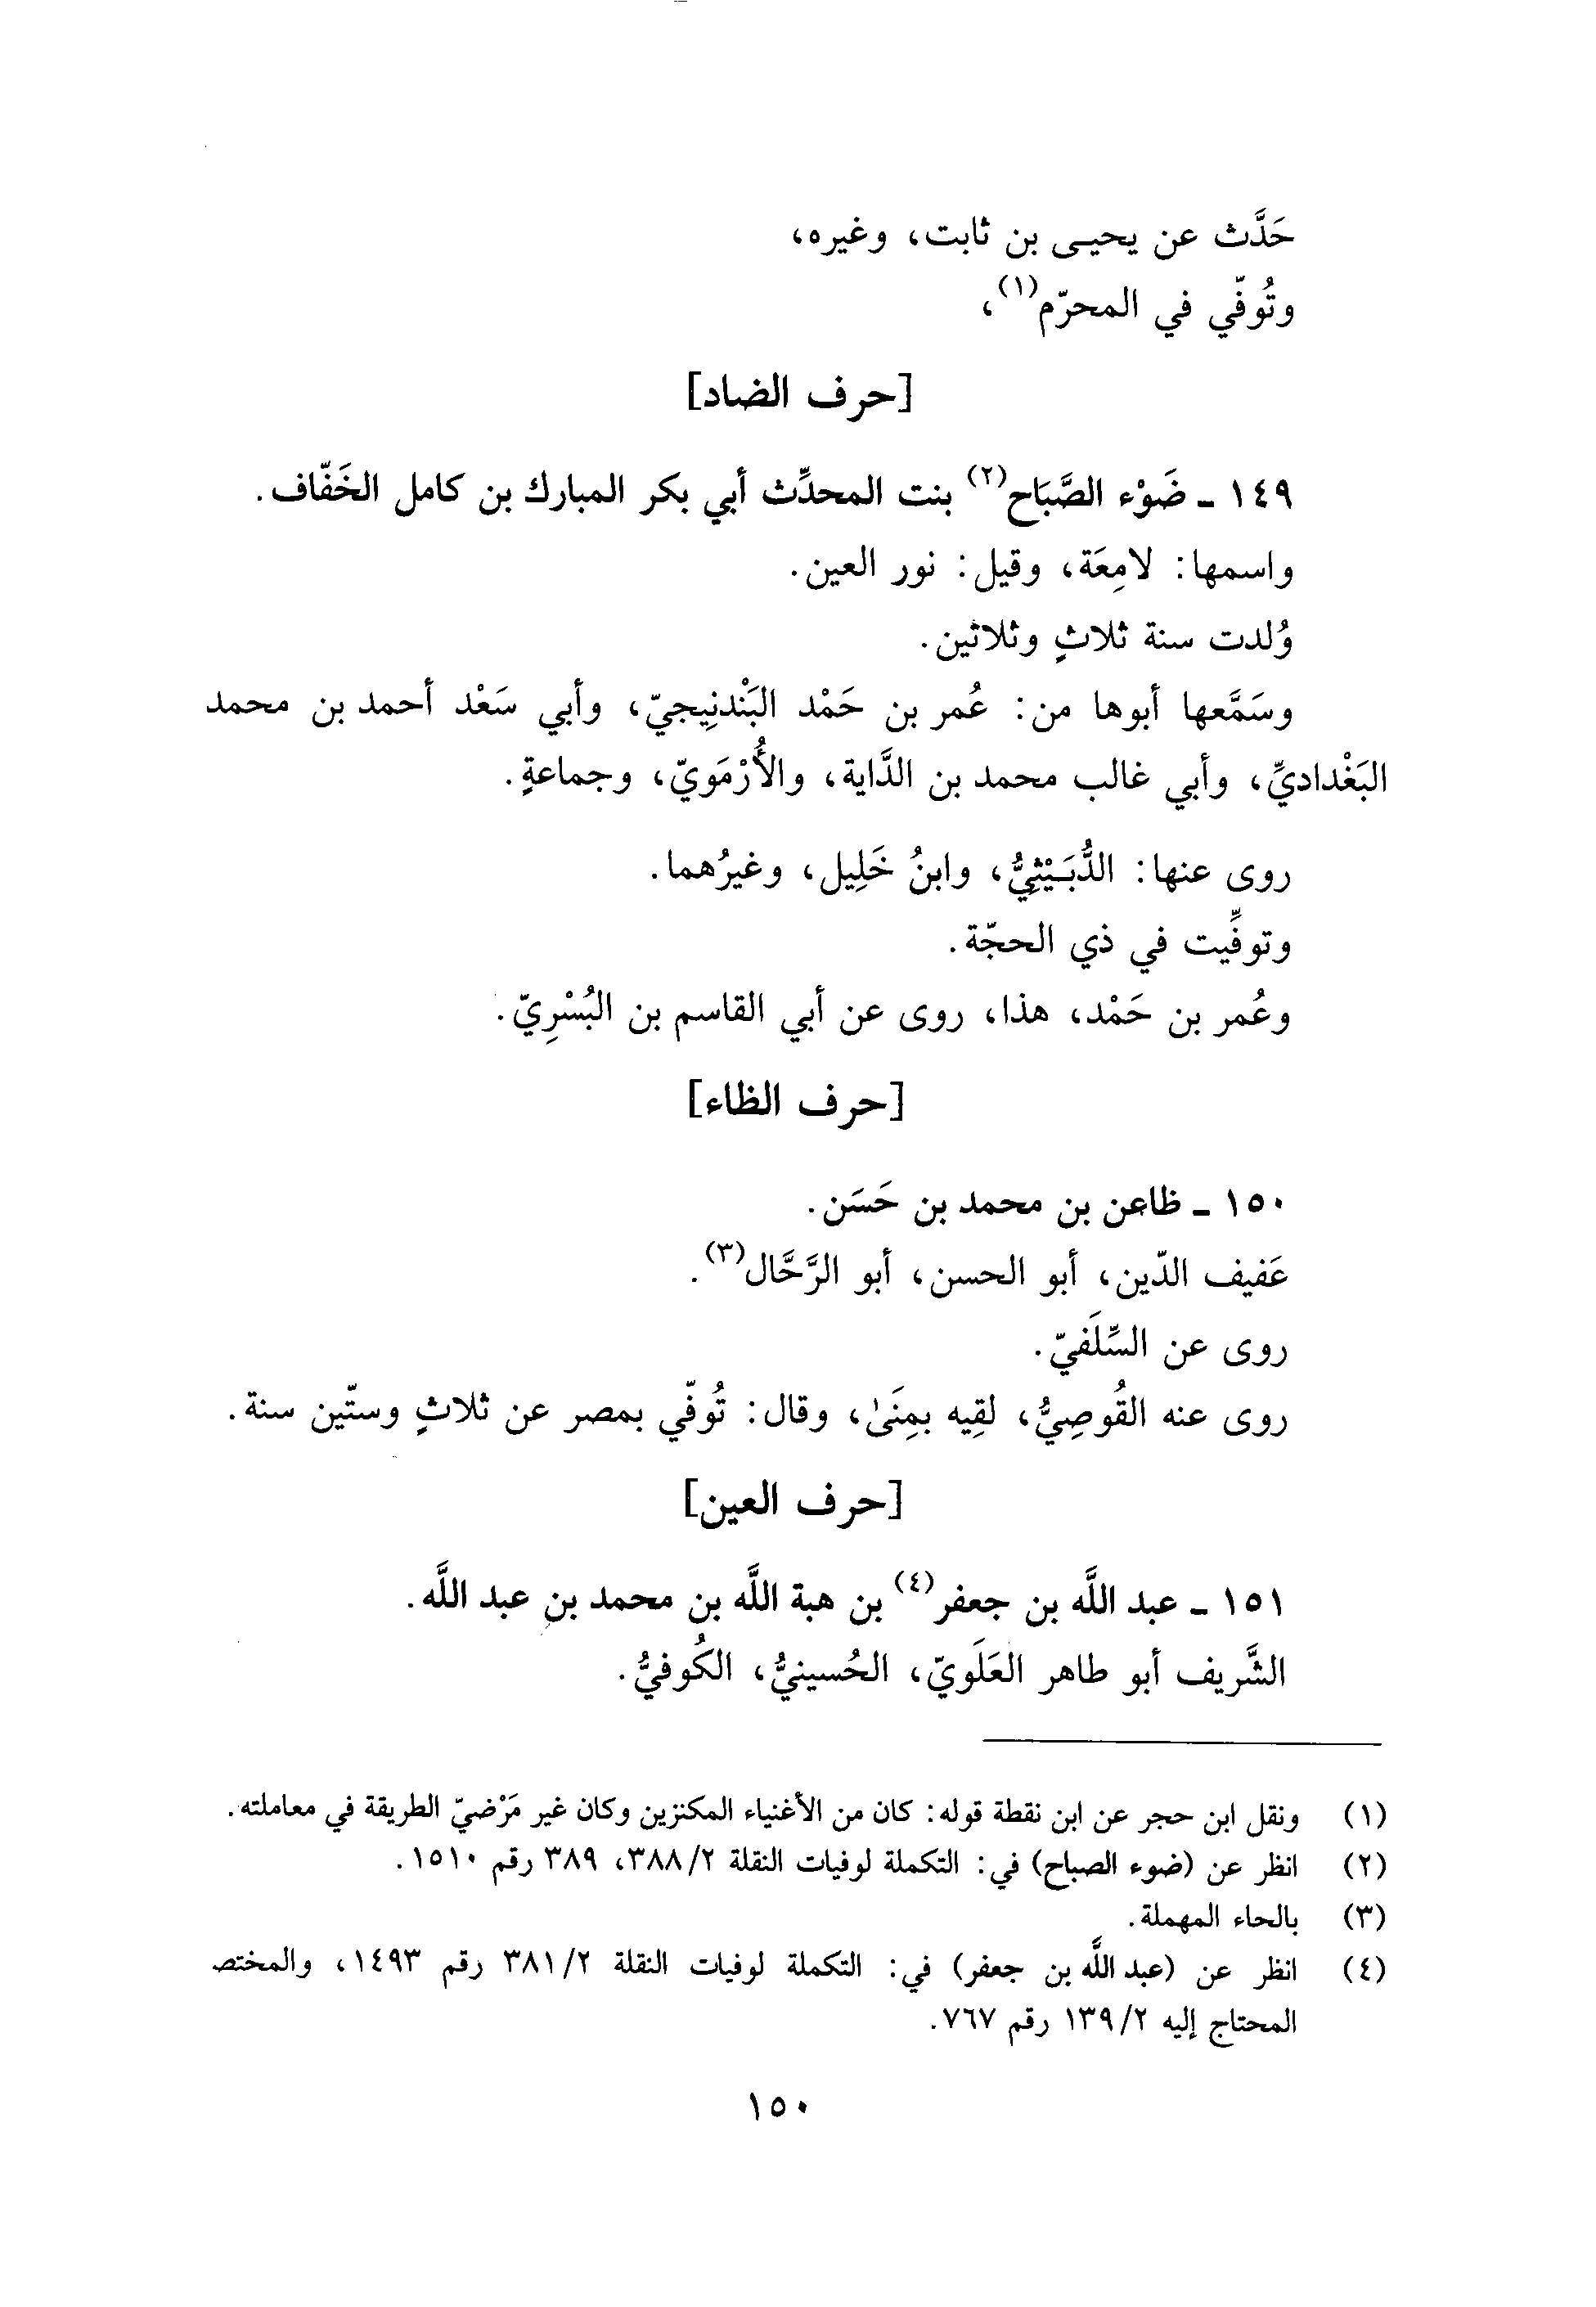 حَدَّث عن يحيـى بن ثابت، وغيره،
وتُوفّي في المحرّم(١)،
[حرف الضاد]
١٤٩ ـ ضَوْء الصَّبَاح(٢) بنت المحدِّث أبي بكر المبارك بن كامل الخَفّاف.
واسمها: لامِعَة، وقيل: نور العين.
وُلدت سنة ثلاثٍ وثلاثين.
وسَمَّعها أبوها من: عُمر بن حَمْد البَنْدنِيجيّ، وأبي سَعْد أحمد بن محمد
البَغْداديِّ، وأبي غالب محمد بن الدَّاية، والأُرْمَويّ، وجماعةٍ.
روى عنها: الدُّبَـيْثِيُّ، وابنُ خَلِيل، وغيرُهما.
وتوفِّيت في ذي الحجّة.
وعُمر بن حَمْد، هذا، روى عن أبي القاسم بن البُسْرِيّ.
[حرف الظاء]
١٥٠ ـ ظاعن بن محمد بن حَسَن.
عَفيف الدّين، أبو الحسن، أبو الرَّحَّال(٣).
روى عن السِّلَفيّ.
روى عنه القُوصِيُّ، لقِيه بمِنَىٰ، وقال: تُوفّي بمصر عن ثلاثٍ وستّين سنة.
[حرف العين]
١٥١ ـ عبد اللَّه بن جعفر(٤) بن هبة اللَّه بن محمد بن عبد اللَّه.
الشَّريف أبو طاهر العَلَويّ، الحُسينيُّ، الكُوفيُّ.
(١) ونقل ابن حجر عن ابن نقطة قوله: كان من الأغنياء المكنزين وكان غير مَرْضيّ الطريقة في معاملته.
(٢) انظر عن (ضوء الصباح) في: التكملة لوفيات النقلة ٣٨٨/٢، ٣٨٩ رقم ١٥١٠.
(٣) بالحاء المهملة.
(٤) انظر عن (عبد اللَّه بن جعفر) في: التكملة لوفيات النقلة ٣٨١/٢ رقم ١٤٩٣، والمختصـ
المحتاج إليه ١٣٩/٢ رقم ٧٦٧.
١٥٠